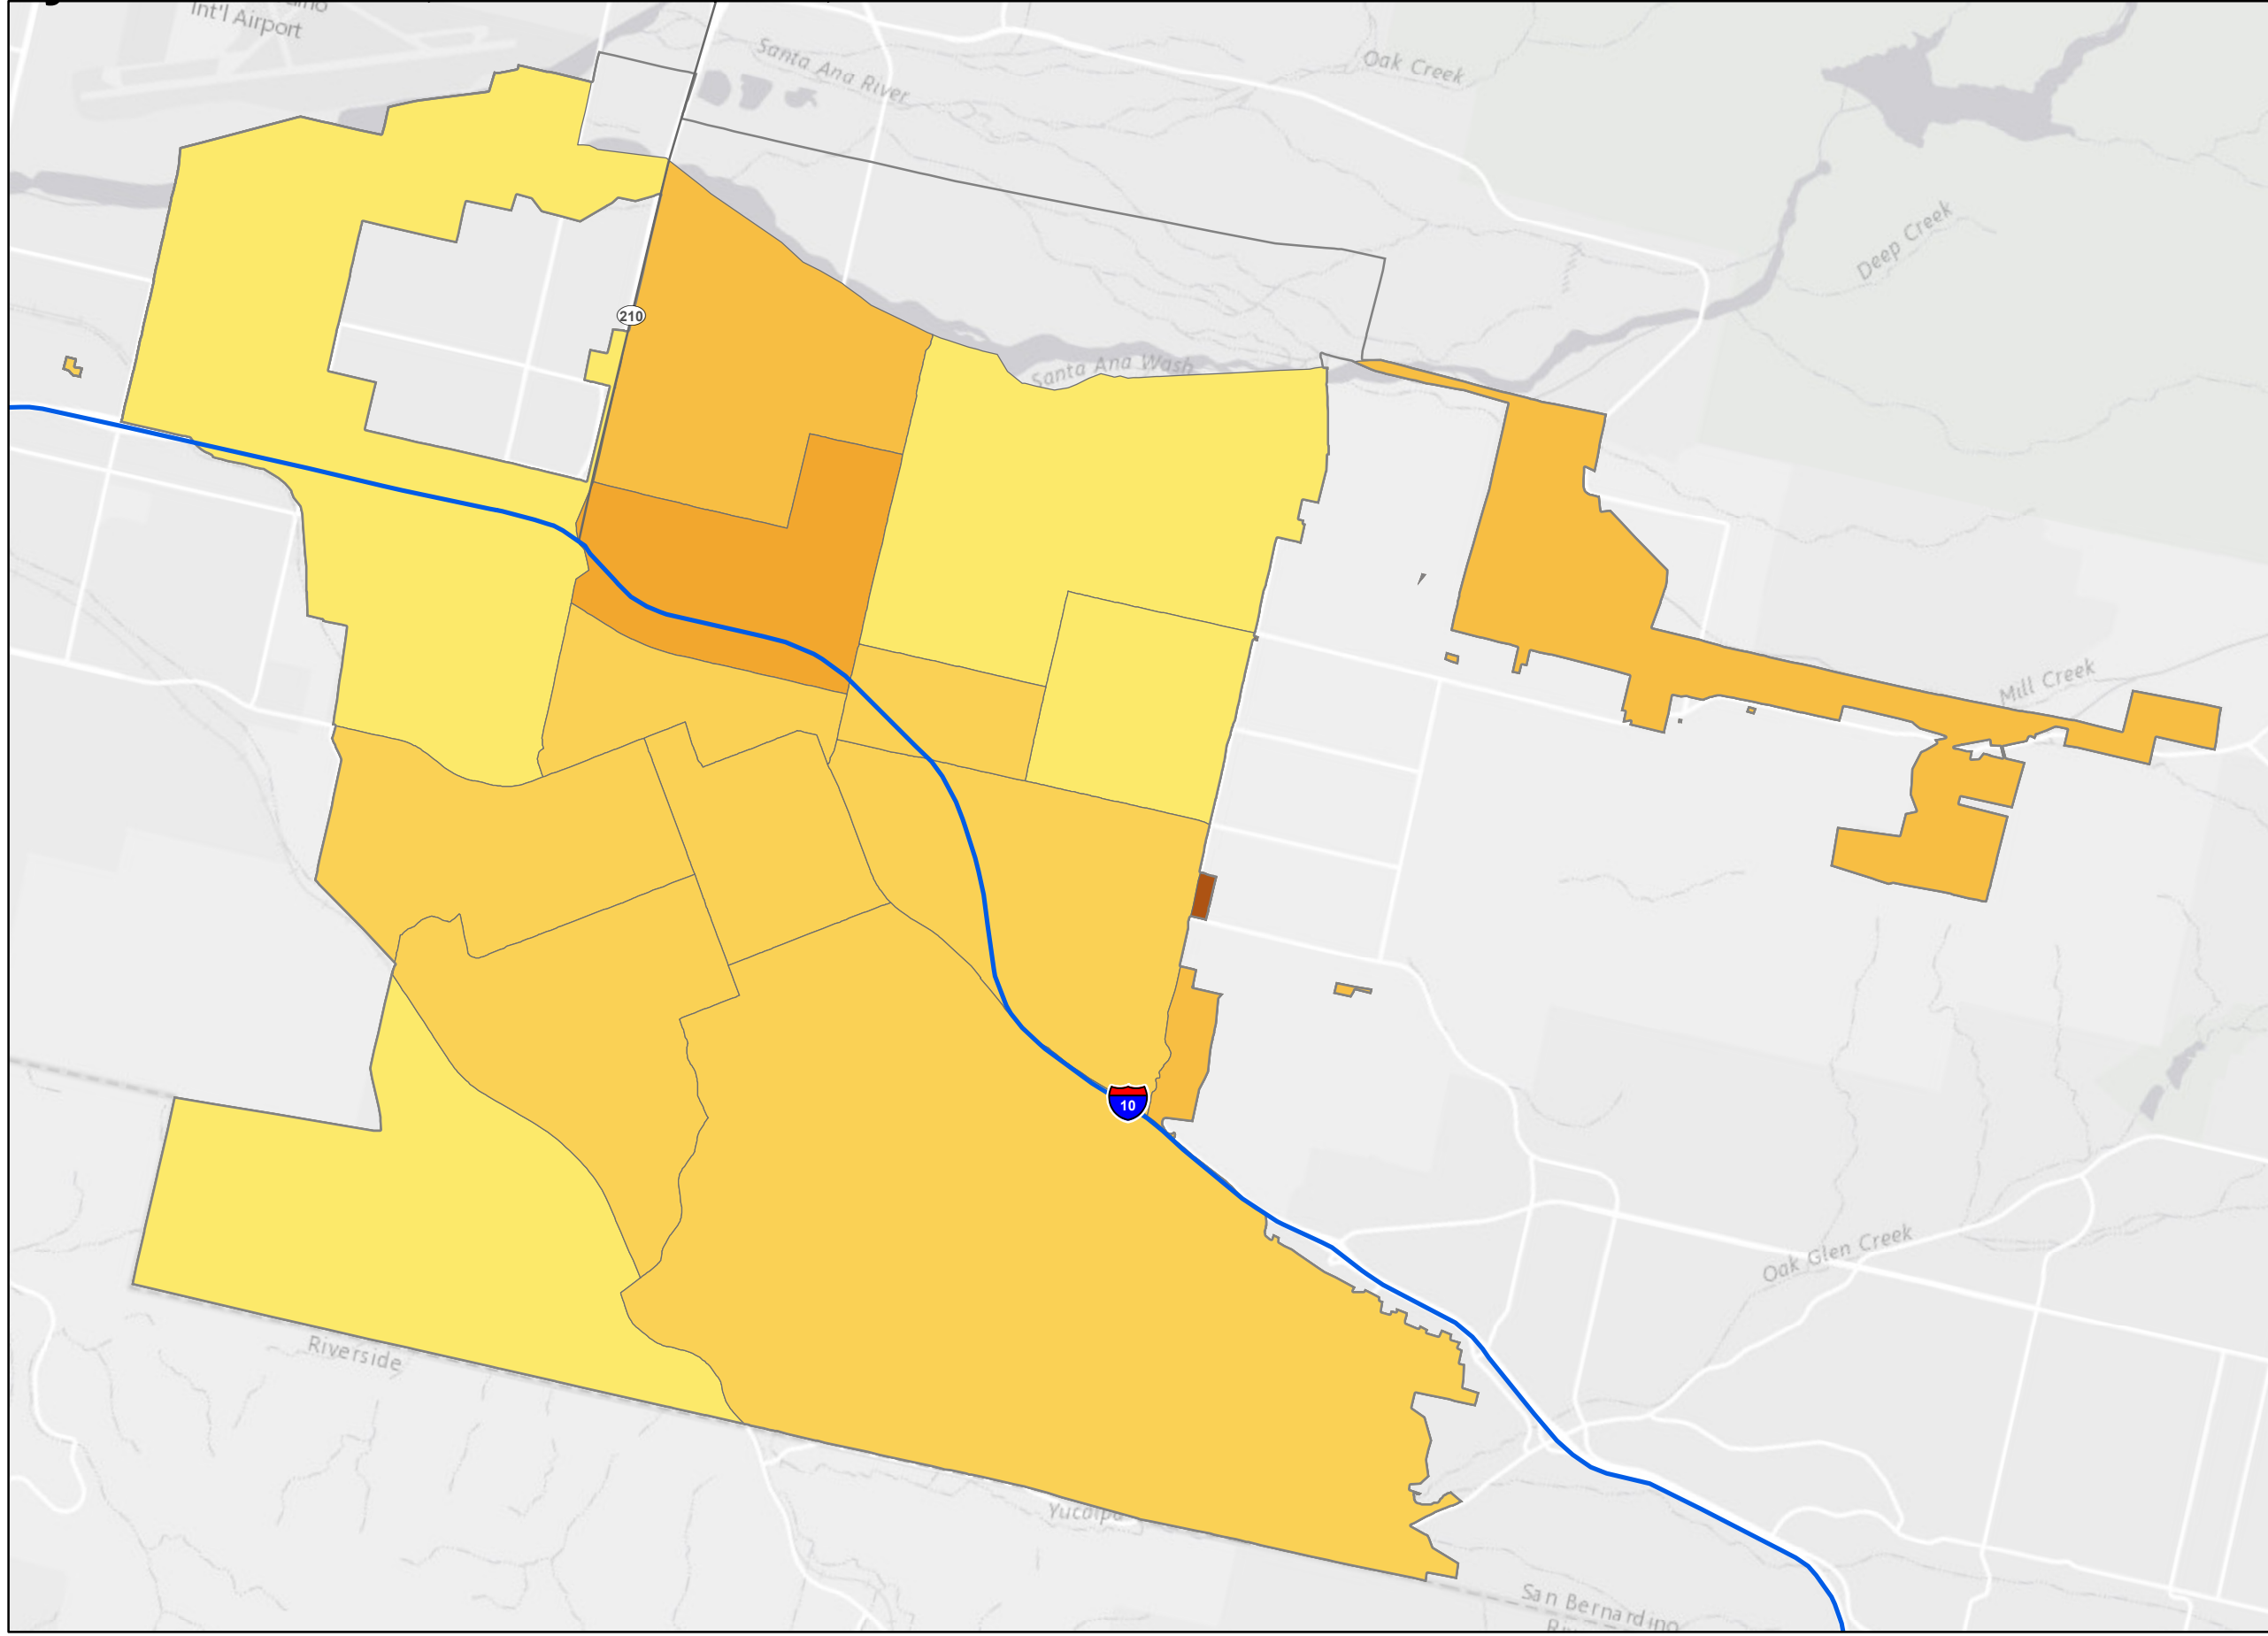 Int'l Airport
Santa Ana River
Oak Creek
Deep Creek
210
Santa Ana Wash
Mill Creek
10
Oak Glen Creek
Riverside
Yucaipa
San Bernardino